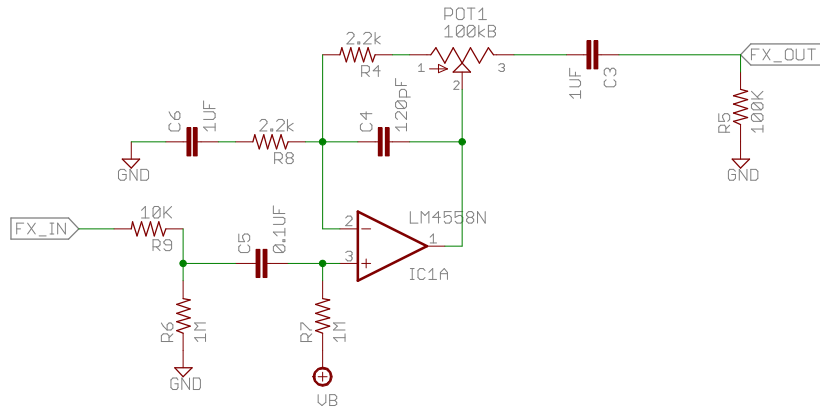 POT1
100kB
2.2k
R4
1
3
2
1UF
C3
FX_OUT
R5
100K
GND
C6
1UF
2.2k
R8
C4
120pF
GND
LM4558N
FX_IN
10K
R9
C5
0.1UF
2
-
1
3
+
IC1A
R6
1M
R7
1M
GND
VB